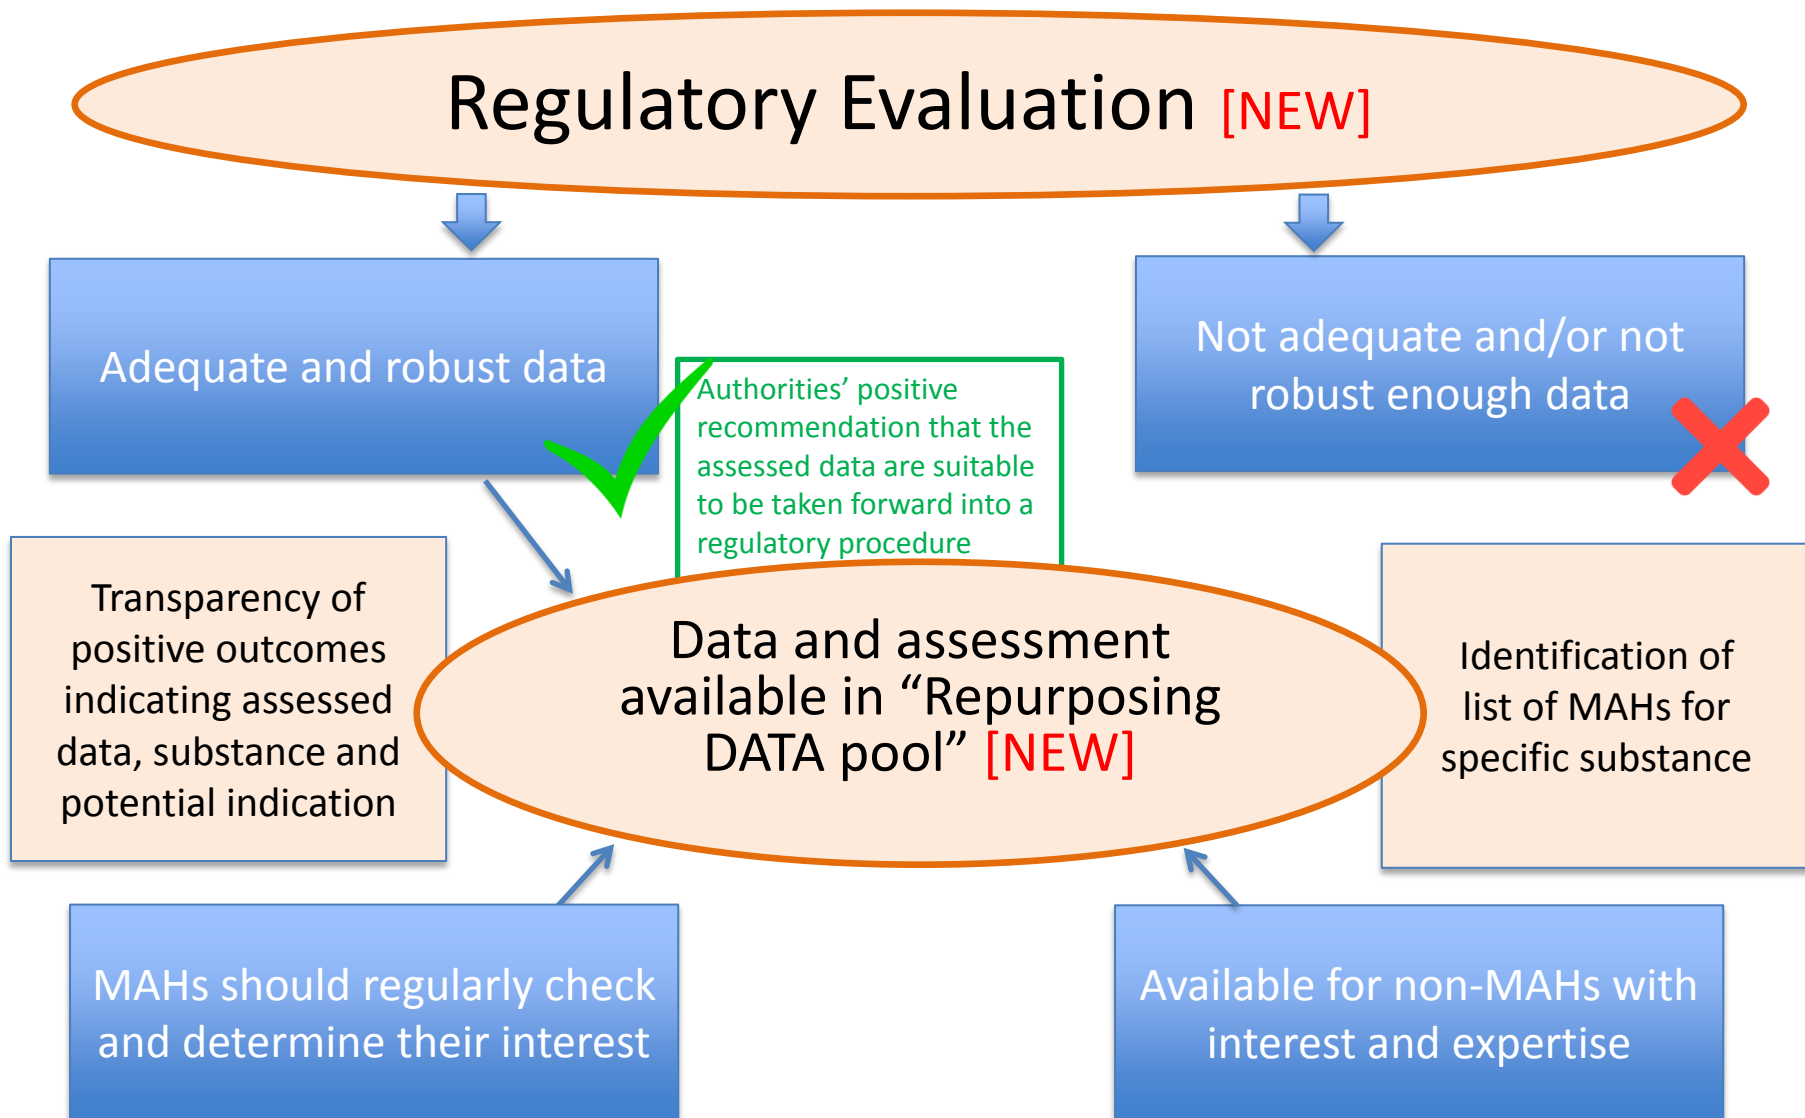 Regulatory Evaluation [NEW]
Adequate and robust data
Not adequate and/or not
robust enough data
Authorities’ positive
recommendation that the
assessed data are suitable
to be taken forward into a
regulatory procedure
Transparency of
positive outcomes
indicating assessed
data, substance and
potential indication
Data and assessment
available in “Repurposing
DATA pool” [NEW]
Identification of
list of MAHs for
specific substance
MAHs should regularly check
and determine their interest
Available for non-MAHs with
interest and expertise